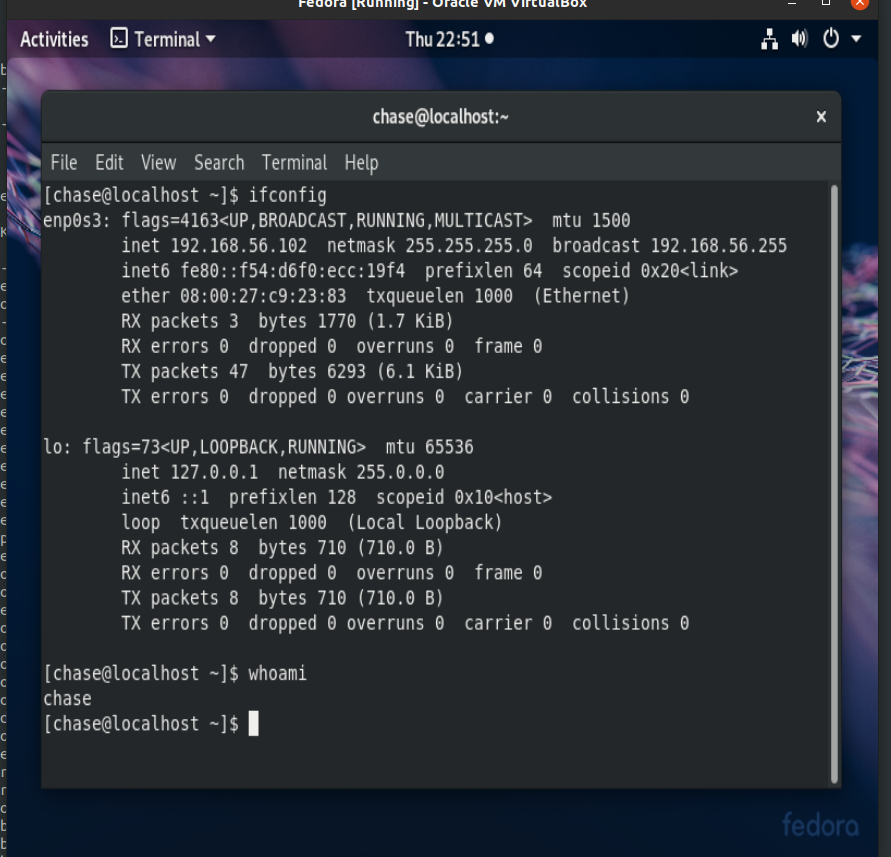 Fedora [Running] - Oracle VM VirtualBox
Activities Terminal Thu 22:51
chase@localhost:~
File Edit View Search Terminal Help
[chase@localhost ~]$ ifconfig
enp0s3: flags=4163<UP,BROADCAST,RUNNING,MULTICAST>  mtu 1500
        inet 192.168.56.102  netmask 255.255.255.0  broadcast 192.168.56.255
        inet6 fe80::f54:d6f0:ecc:19f4  prefixlen 64  scopeid 0x20<link>
        ether 08:00:27:c9:23:83  txqueuelen 1000  (Ethernet)
        RX packets 3  bytes 1770 (1.7 KiB)
        RX errors 0  dropped 0  overruns 0  frame 0
        TX packets 47  bytes 6293 (6.1 KiB)
        TX errors 0  dropped 0 overruns 0  carrier 0  collisions 0
lo: flags=73<UP,LOOPBACK,RUNNING>  mtu 65536
        inet 127.0.0.1  netmask 255.0.0.0
        inet6 ::1  prefixlen 128  scopeid 0x10<host>
        loop  txqueuelen 1000  (Local Loopback)
        RX packets 8  bytes 710 (710.0 B)
        RX errors 0  dropped 0  overruns 0  frame 0
        TX packets 8  bytes 710 (710.0 B)
        TX errors 0  dropped 0 overruns 0  carrier 0  collisions 0
[chase@localhost ~]$ whoami
chase
[chase@localhost ~]$
fedora